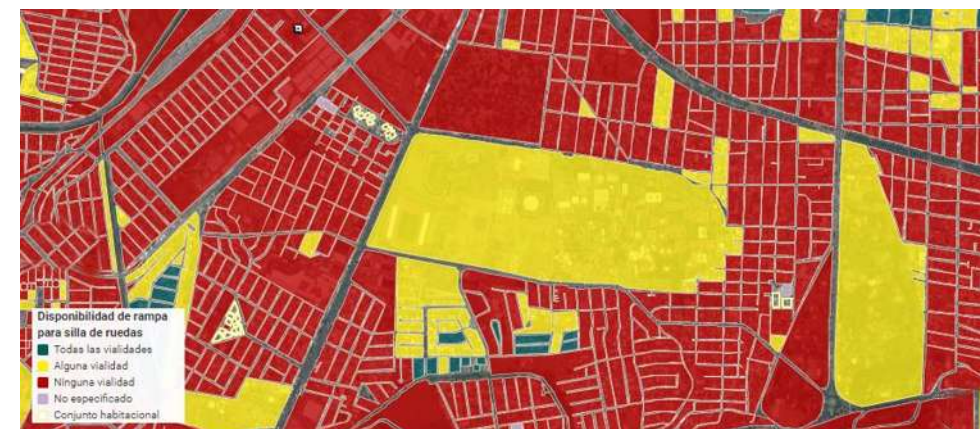 Disponibilidad de rampa
para silla de ruedas
Todas las vialidades
Alguna vialidad
Ninguna vialidad
No especificado
Conjunto habitacional